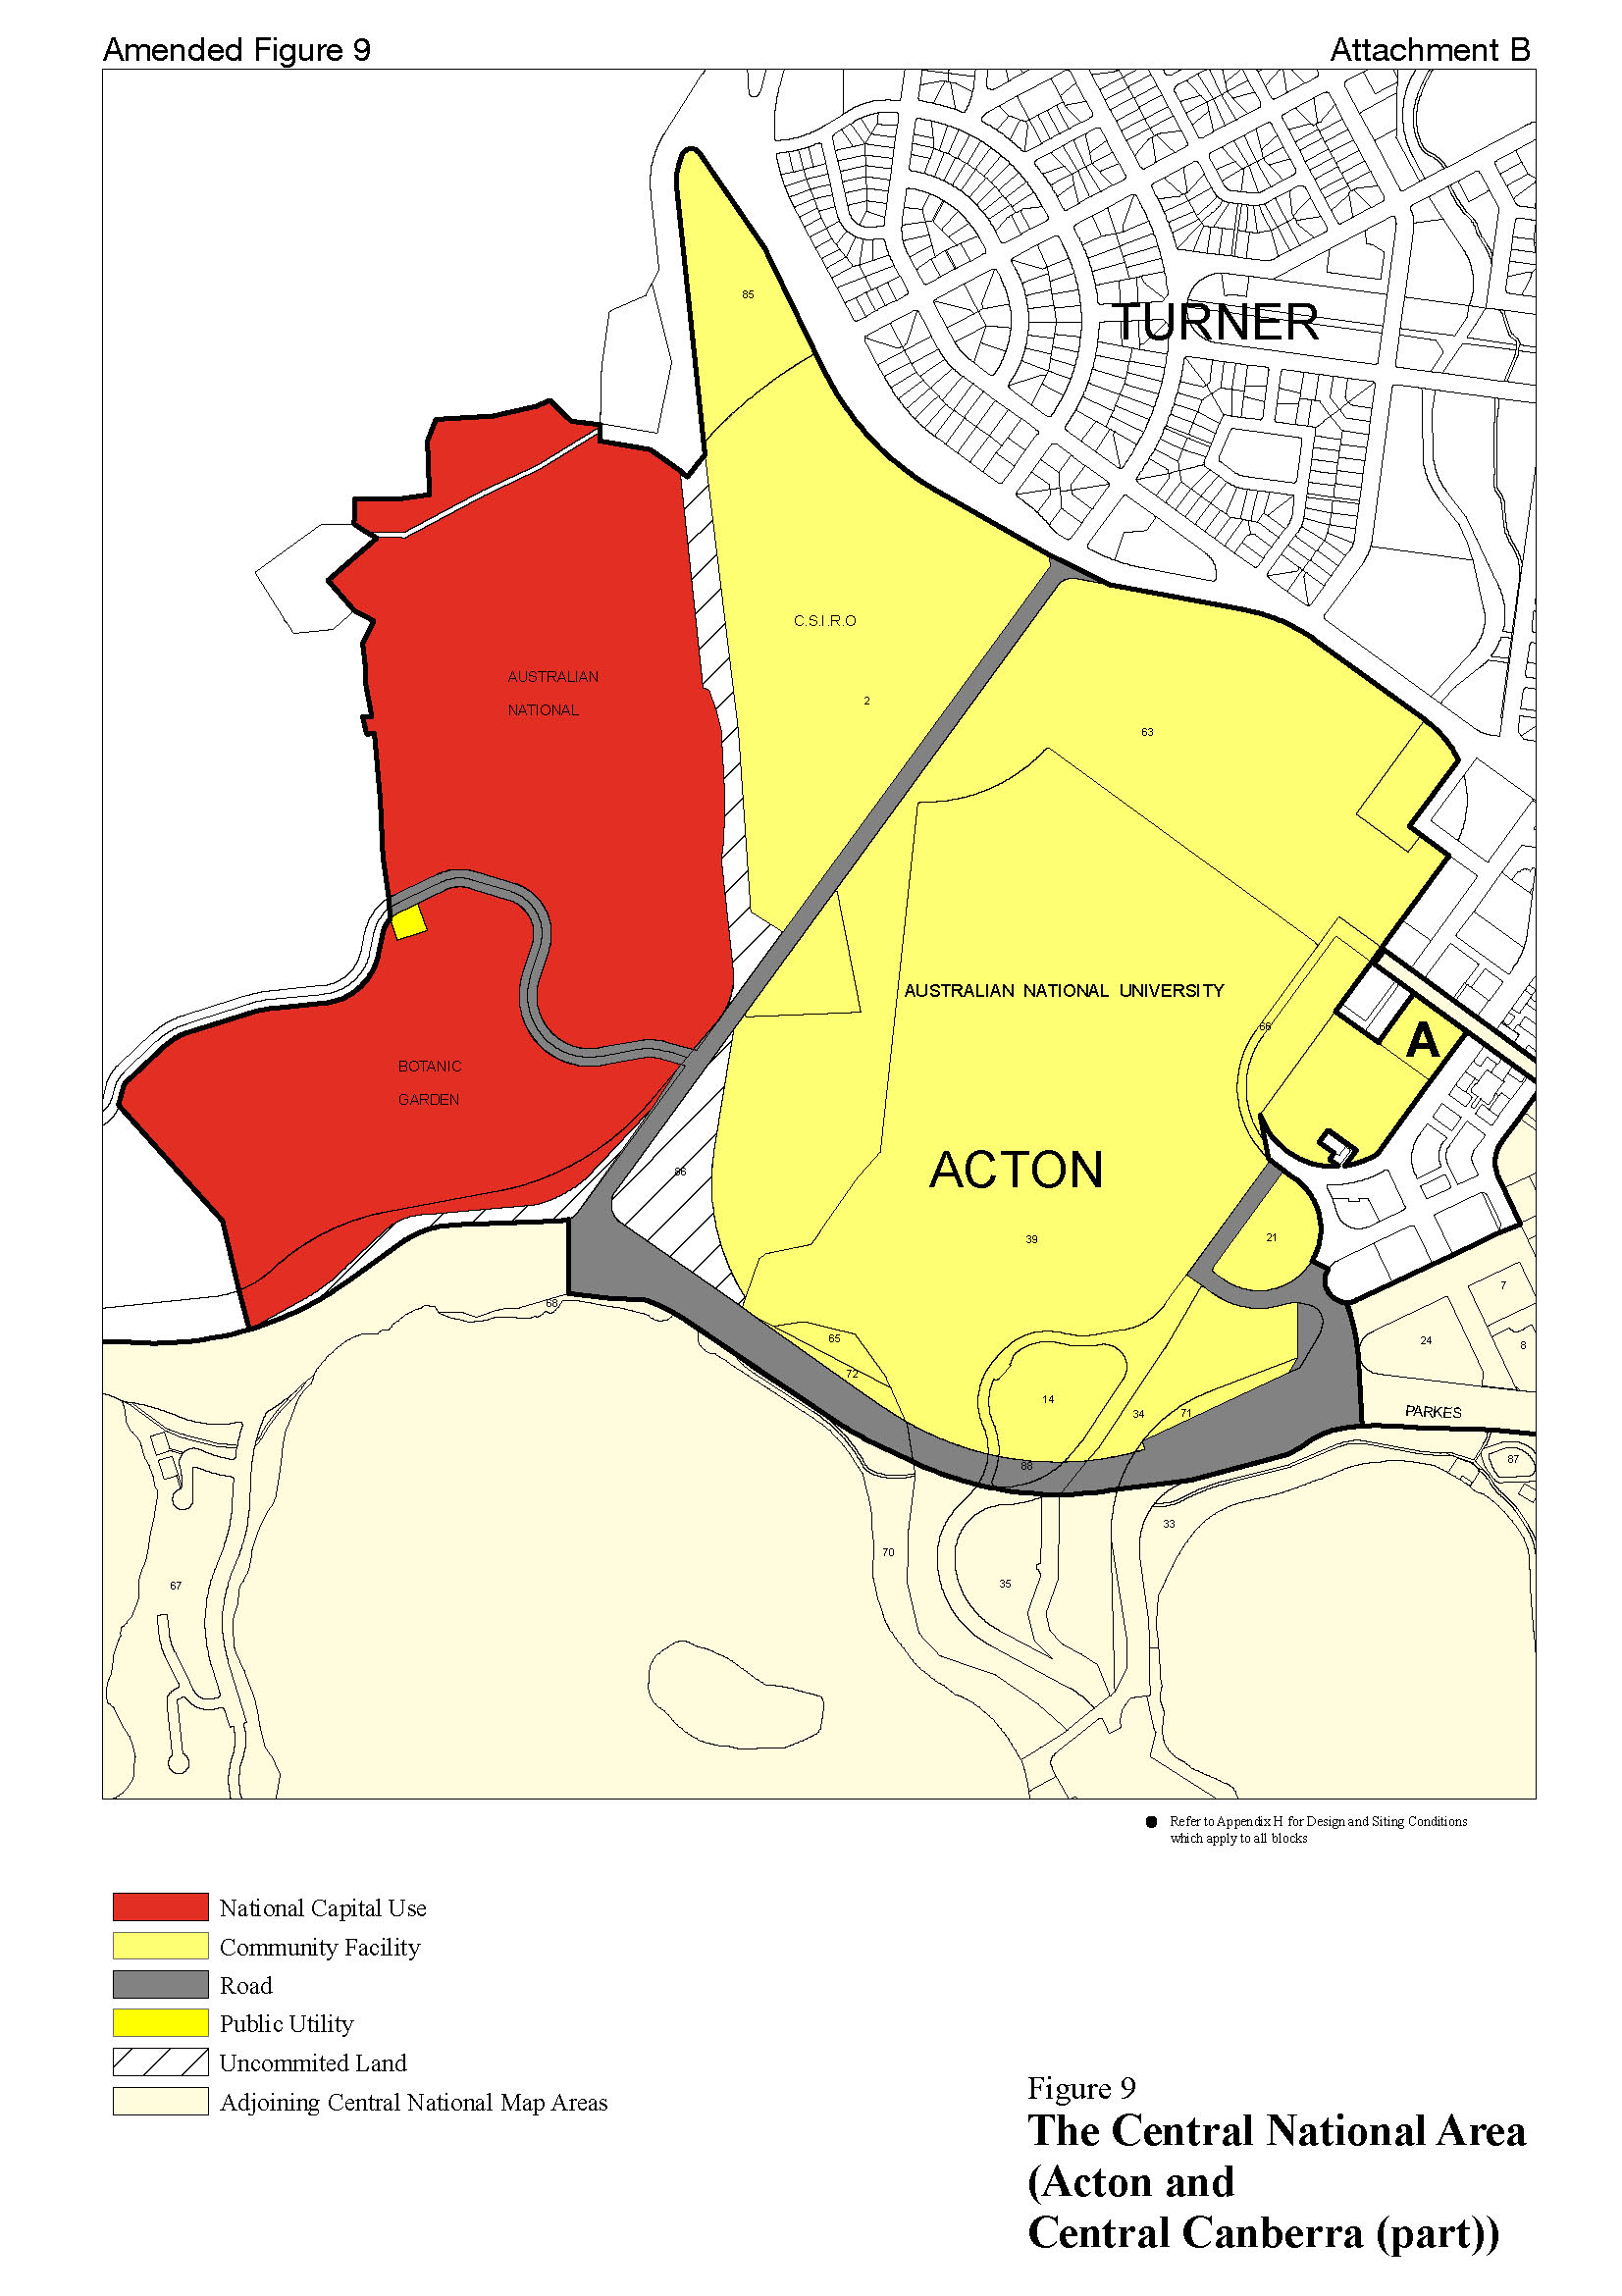 Amended Figure 9
Attachment B
85
TURNER
C.S.I.R.O
AUSTRALIAN
NATIONAL
2
63
AUSTRALIAN NATIONAL UNIVERSITY
66
A
BOTANIC
GARDEN
ACTON
86
39
21
7
68
65
24
8
72
14
34
71
PARKES
88
87
33
70
35
67
Refer to Appendix H for Design and Siting Conditions
which apply to all blocks
National Capital Use
Community Facility
Road
Public Utility
Uncommited Land
Adjoining Central National Map Areas
Figure 9
The Central National Area
(Acton and
Central Canberra (part))